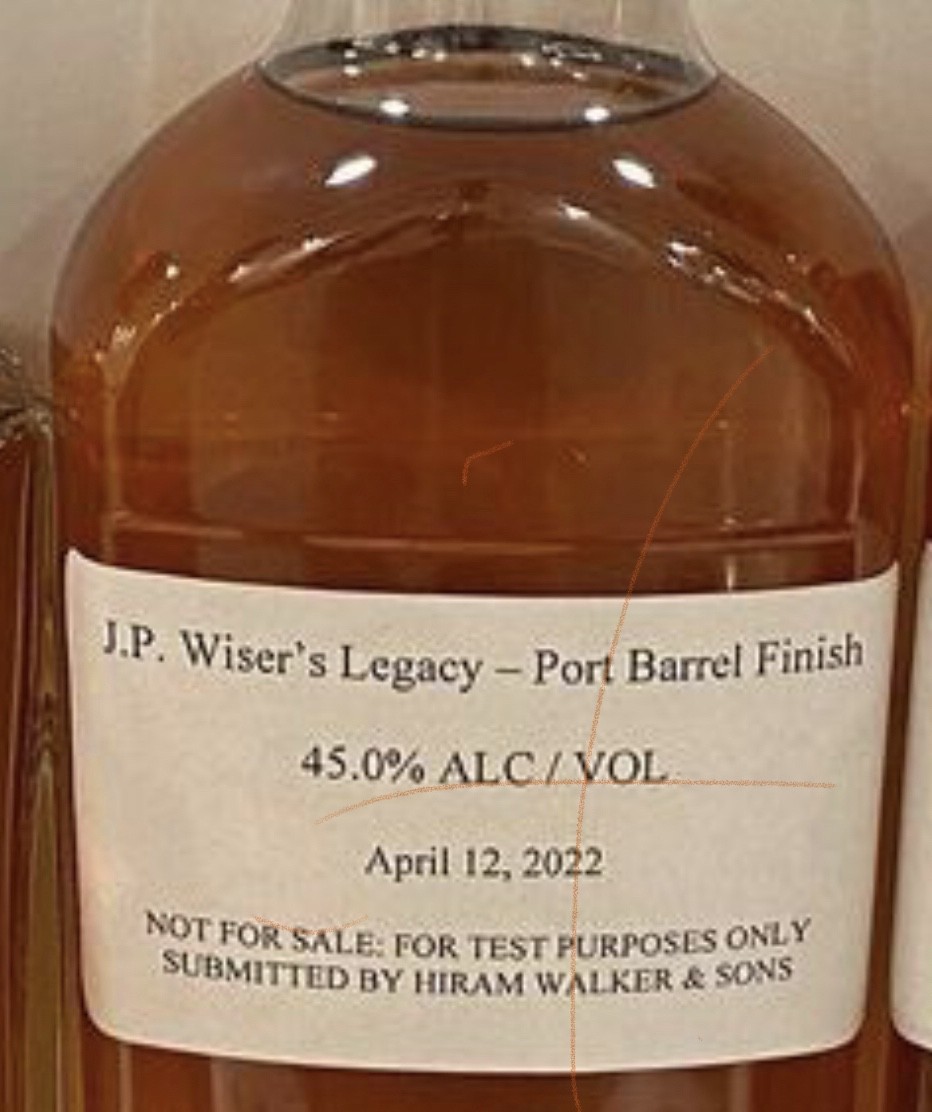 J.P. Wiser's Legacy – Port Barrel Finish
45.0% ALC / VOL
April 12, 2022
NOT FOR SALE: FOR TEST PURPOSES ONLY
SUBMITTED BY HIRAM WALKER & SONS